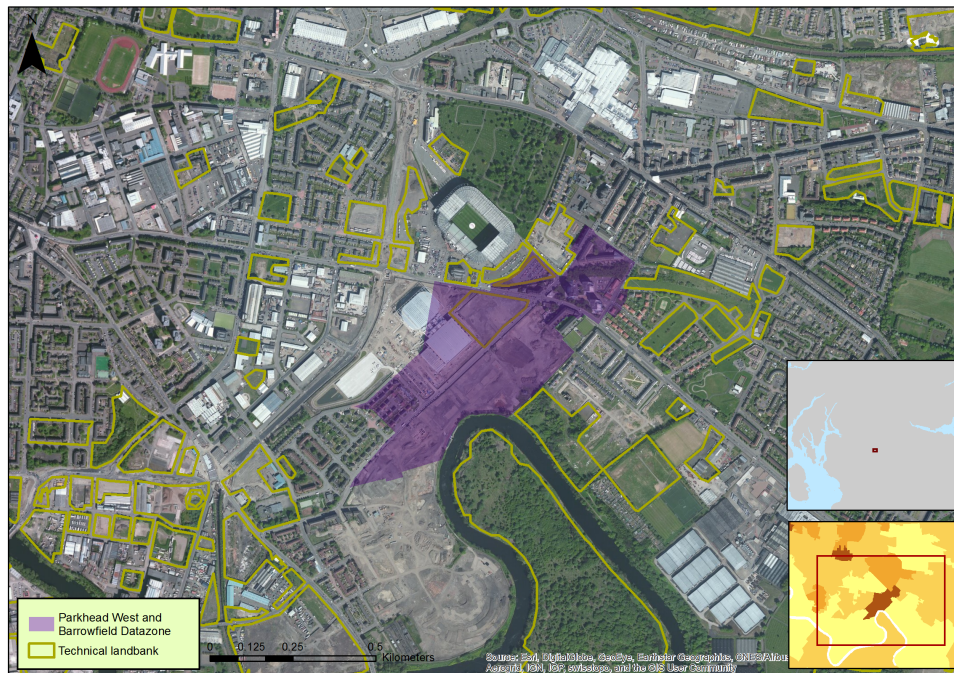 N
Parkhead West and
Barrowfield Datazone
Technical landbank
0 0.125 0.25 0.5
Kilometers
Source: Esri, DigitalGlobe, GeoEye, Earthstar Geographics, CNES/Airbus
Aerogrid, IGN, IGP, swisstopo, and the GIS User Community